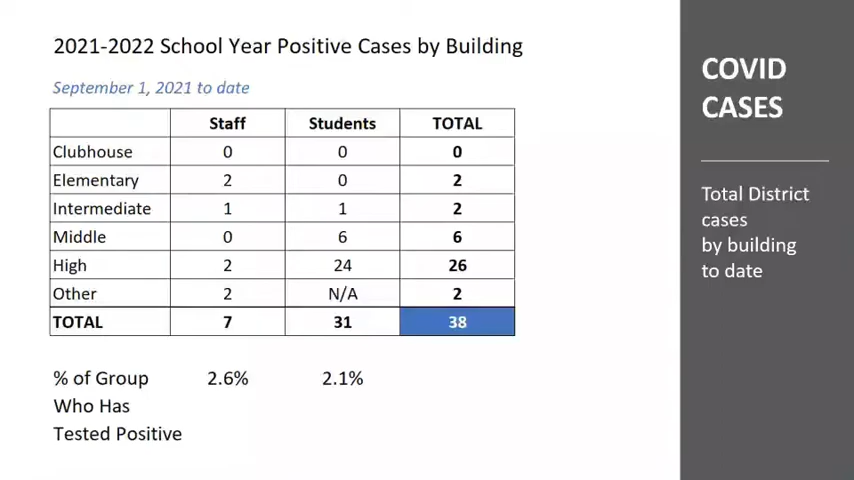 2021-2022 School Year Positive Cases by Building
September 1, 2021 to date
Staff Students TOTAL
Clubhouse 0 0 0
Elementary 2 0 2
Intermediate 1 1 2
Middle 0 6 6
High 2 24 26
Other 2 N/A 2
TOTAL 7 31 38
% of Group 2.6% 2.1%
Who Has
Tested Positive
COVID
CASES
Total District
cases
by building
to date